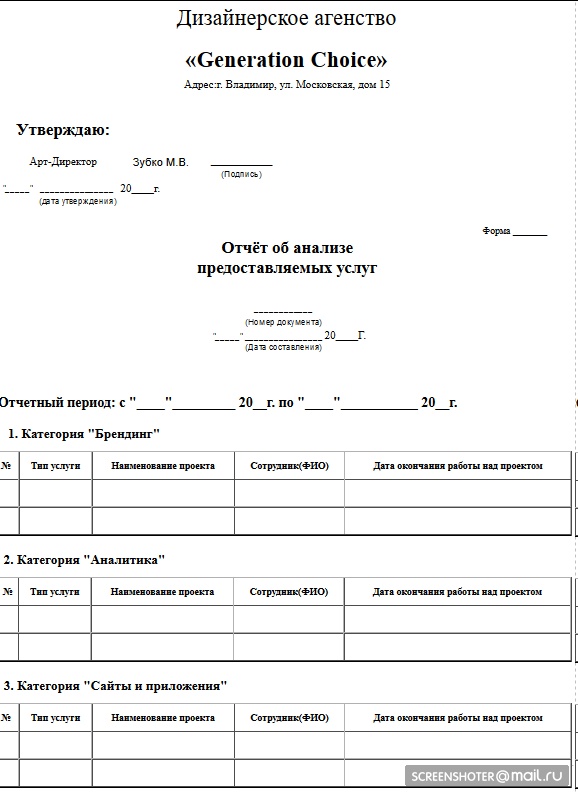 Дизайнерское агенство
«Generation Choice»
Адрес:г. Владимир, ул. Московская, дом 15
Утверждаю:
Арт-Директор Зубко М.В. ___________
(Подпись)
"_____" _______________ 20____г.
(дата утверждения)
Форма _______
Отчёт об анализе
предоставляемых услуг
____________
(Номер документа)
"_____" ________________ 20____Г.
(Дата составления)
Отчетный период: с "____"_________ 20__г. по "____"___________ 20__г.
1. Категория "Брендинг"
№ Тип услуги Наименование проекта Сотрудник(ФИО) Дата окончания работы над проектом
2. Категория "Аналитика"
№ Тип услуги Наименование проекта Сотрудник(ФИО) Дата окончания работы над проектом
3. Категория "Сайты и приложения"
№ Тип услуги Наименование проекта Сотрудник(ФИО) Дата окончания работы над проектом
SCREENSHOTER@mail.ru